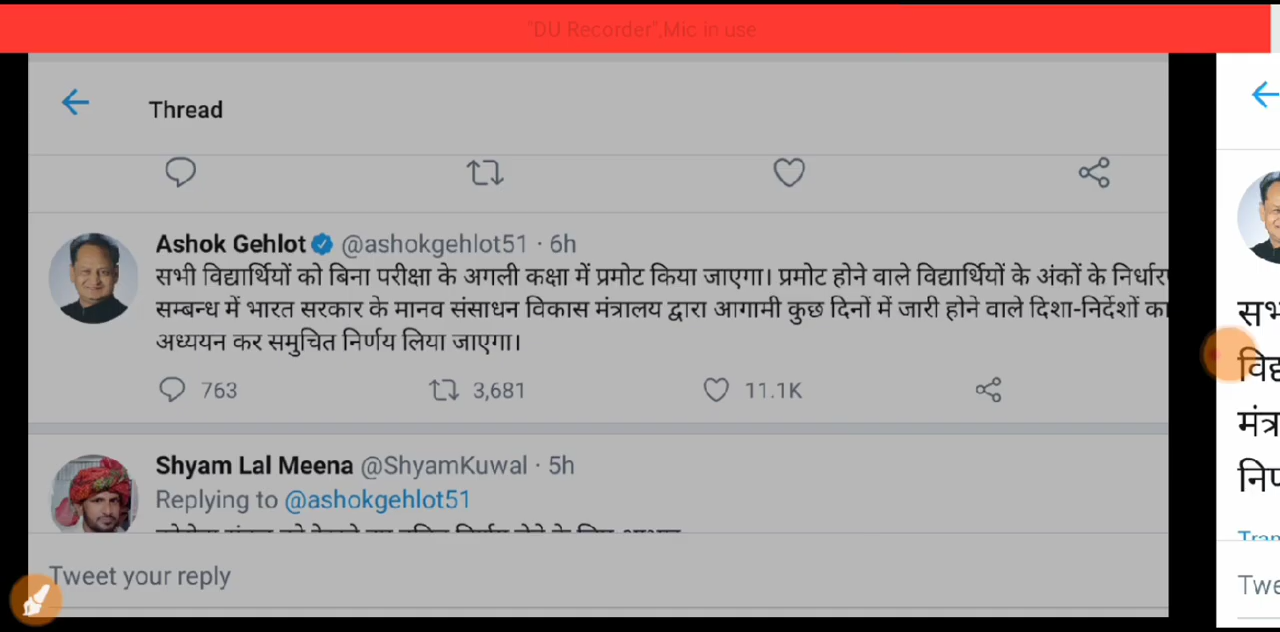 "DU Recorder",Mic in use
Thread
Ashok Gehlot @ashokgehlot51 · 6h
सभी विद्यार्थियों को बिना परीक्षा के अगली कक्षा में प्रमोट किया जाएगा। प्रमोट होने वाले विद्यार्थियों के अंकों के
सम्बन्ध में भारत सरकार के मानव संसाधन विकास मंत्रालय द्वारा आगामी कुछ दिनों में जारी होने वाले दिशा-निर्देशों का
अध्ययन कर समुचित निर्णय लिया जाएगा।
763 3,681 11.1K
Shyam Lal Meena @ShyamKuwal · 5h
Replying to @ashokgehlot51
Tweet your reply